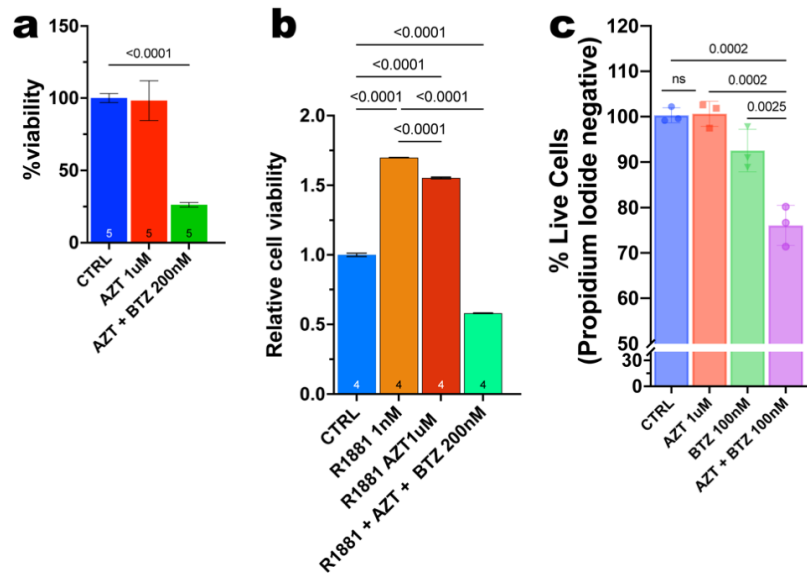 a
<0.0001
150
100
50
0
%viability
5
5
5
CTRL
AZT 1uM
AZT + BTZ 200nM
b
<0.0001
<0.0001
<0.0001
<0.0001
<0.0001
2.0
1.5
1.0
0.5
0.0
Relative cell viability
4
4
4
4
CTRL
R1881 1nM
R1881 AZT1uM
R1881 + AZT + BTZ 200nM
c
0.0002
ns
0.0002
0.0025
120
110
100
90
80
70
60
50
30
0
% Live Cells
(Propidium Iodide negative)
CTRL
AZT 1uM
BTZ 100nM
AZT + BTZ 100nM